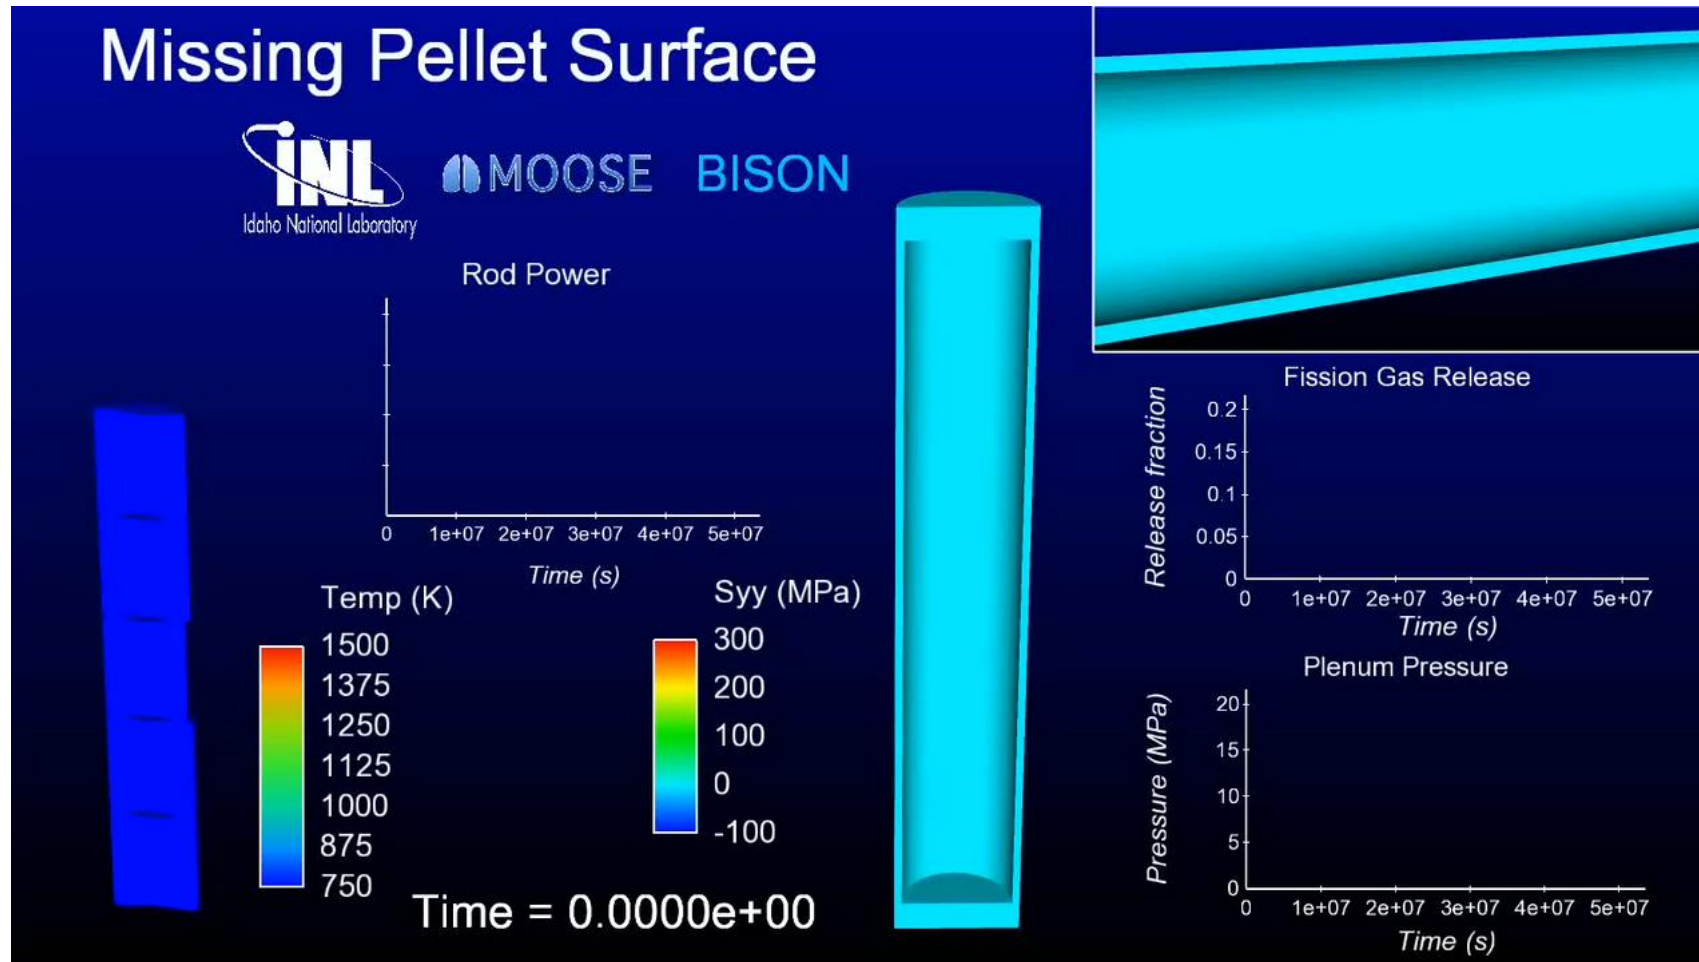 Missing Pellet Surface
INL
Idaho National Laboratory
MOOSE
BISON
Rod Power
0 1e+07 2e+07 3e+07 4e+07 5e+07
Time (s)
Temp (K)
1500
1375
1250
1125
1000
875
750
Syy (MPa)
300
200
100
0
-100
Time = 0.0000e+00
Fission Gas Release
Release fraction
0.2
0.15
0.1
0.05
0
0 1e+07 2e+07 3e+07 4e+07 5e+07
Time (s)
Plenum Pressure
Pressure (MPa)
20
15
10
5
0
0 1e+07 2e+07 3e+07 4e+07 5e+07
Time (s)